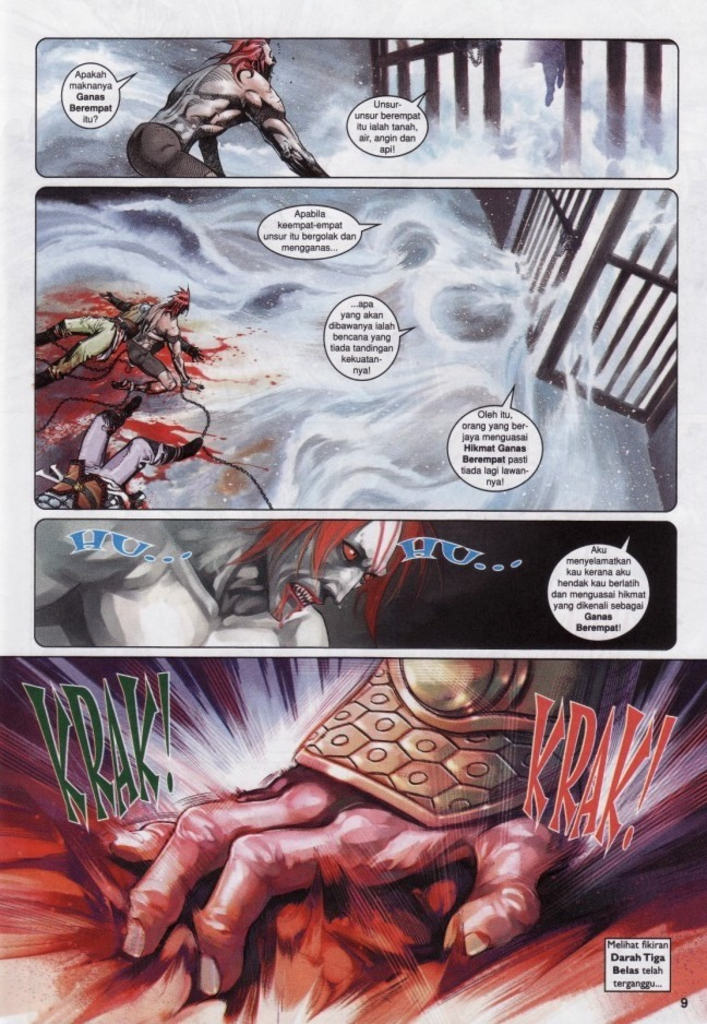 Apakah
maknanya
Ganas
Berempat
itu?
Unsur-
unsur berempat
itu ialah tanah,
air, angin dan
api!
Apabila
keempat-empat
unsur itu bergolak dan
mengganas...
...apa
yang akan
dibawanya ialah
bencana yang
tiada tandingan
kekuatan-
nya!
Oleh itu,
orang yang ber-
jaya menguasai
Hikmat Ganas
Berempat pasti
tiada lagi lawan-
nya!
HU... HU...
Aku
menyelamatkan
kau kerana aku
hendak kau berlatih
dan menguasai hikmat
yang dikenali sebagai
Ganas
Berempat!
KRAK!
KRAK!
Melihat fikiran
Darah Tiga
Belas telah
terganggu...
9